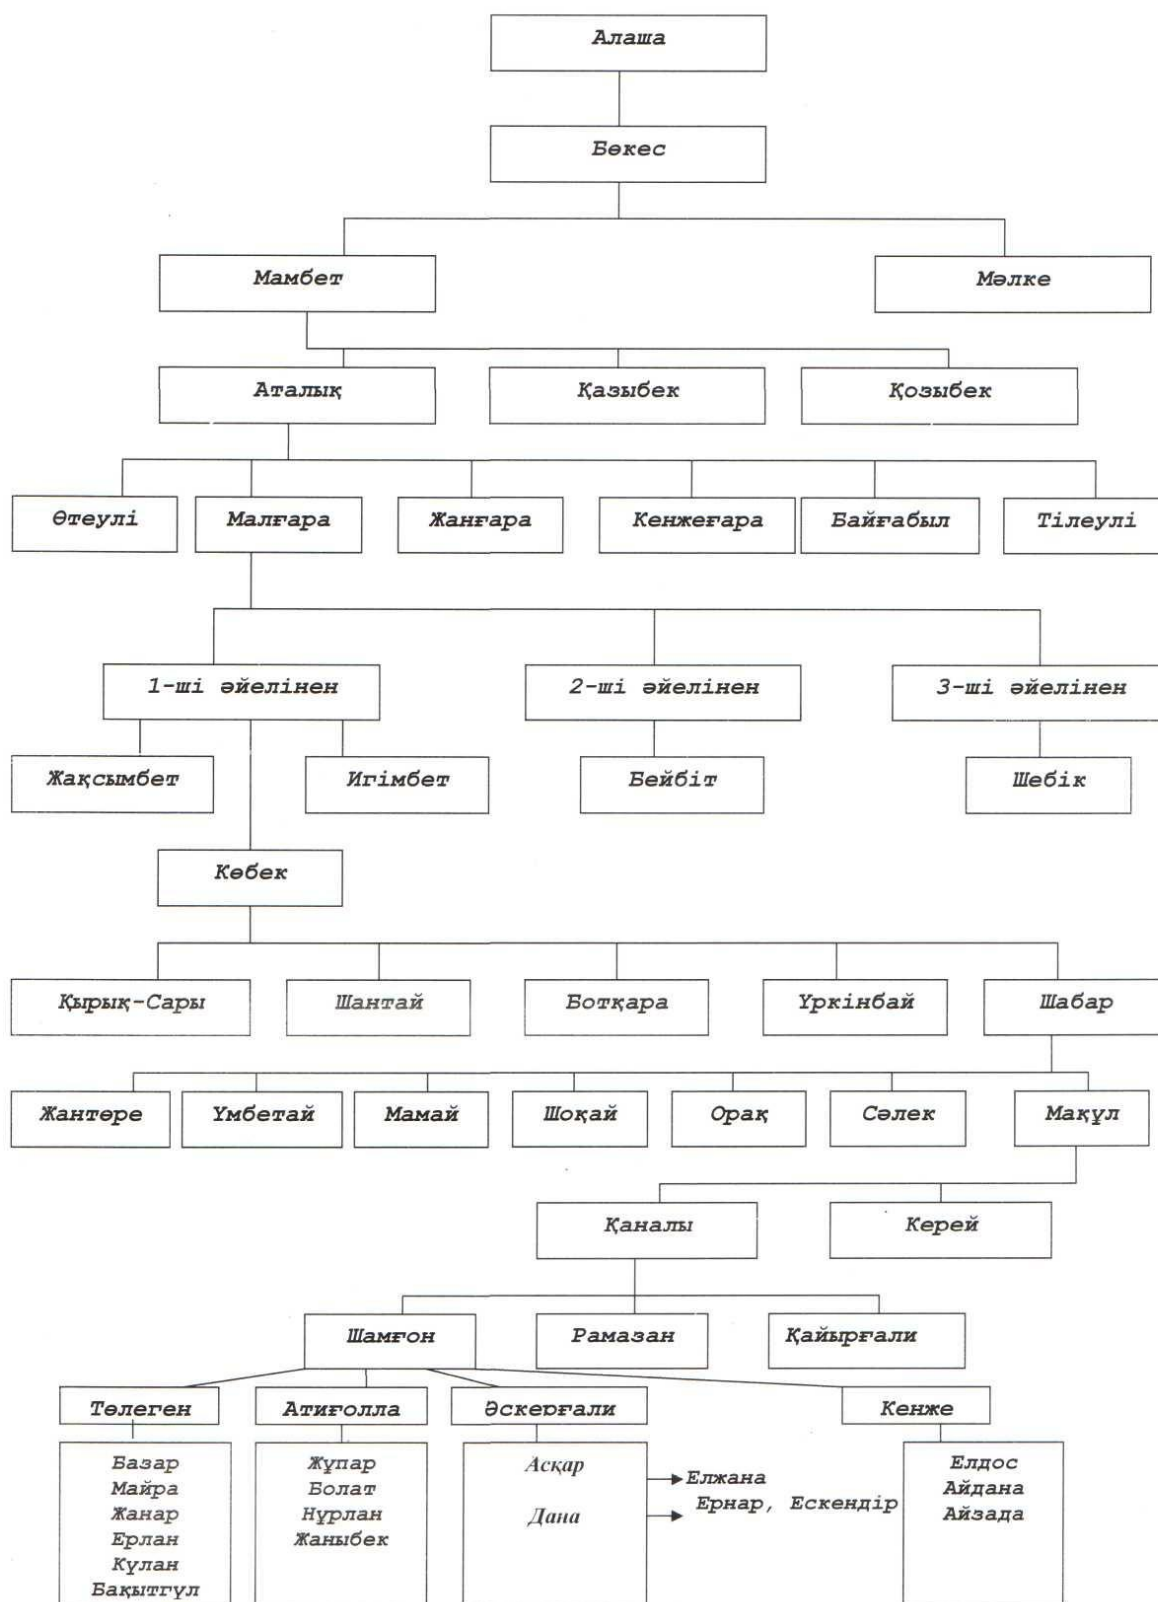 Алаша
Бөкес
Мамбет Мәлке
Аталық Қазыбек Қозыбек
Өтеулі Малғара Жанғара Кенжеғара Байғабыл Тілеулі
1-ші әйелінен 2-ші әйелінен 3-ші әйелінен
Жақсымбет Игімбет Бейбіт Шебік
Көбек
Қырық-Сары Шантай Ботқара Үркінбай Шабар
Жантөре Үмбетай Мамай Шоқай Орақ Сәлек Мақұл
Қаналы Керей
Шамғон Рамазан Қайырғали
Төлеген Атиғолла Әскерғали Кенже
Базар
Майра
Жанар
Ерлан
Күлан
Бақытгүл
Жұпар
Болат
Нұрлан
Жаныбек
Асқар
Елжана
Дана
Ернар, Ескендір
Елдос
Айдана
Айзада